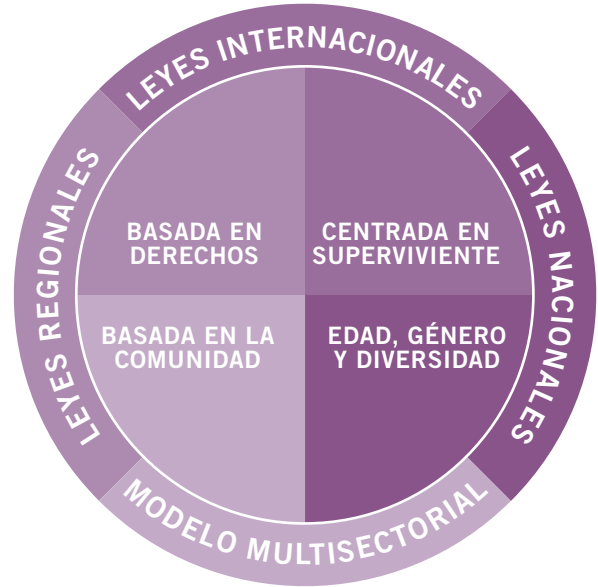 LEYES INTERNACIONALES
LEYES REGIONALES
LEYES NACIONALES
BASADA EN
DERECHOS
CENTRADA EN
SUPERVIVIENTE
BASADA EN LA
COMUNIDAD
EDAD, GÉNERO
Y DIVERSIDAD
MODELO MULTISECTORIAL